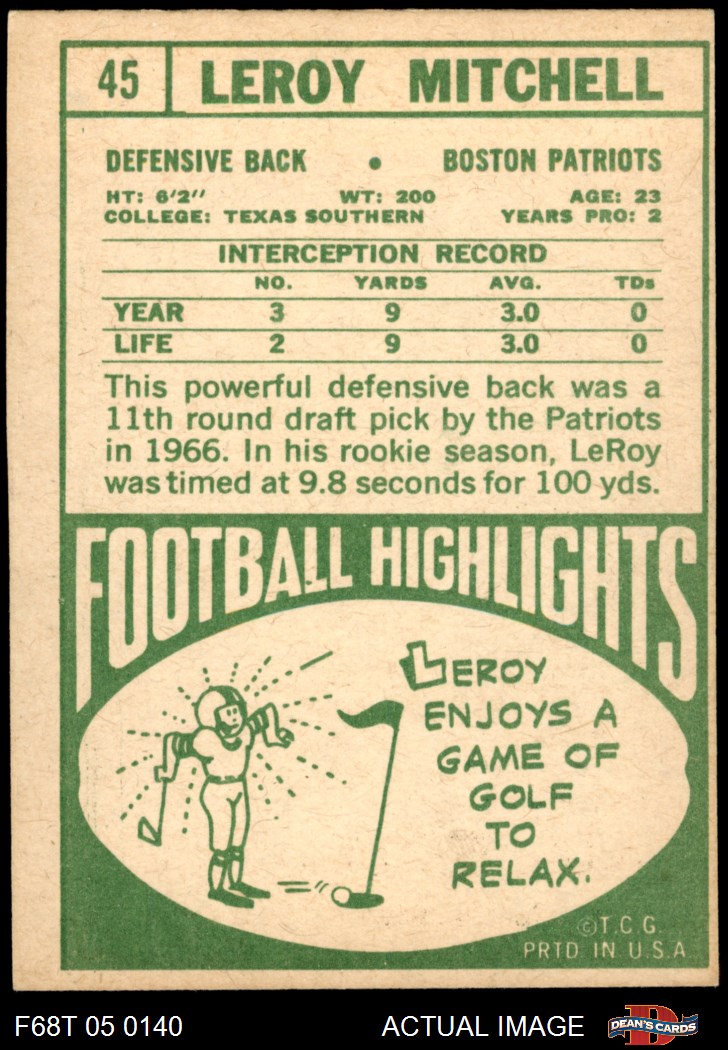 45 LEROY MITCHELL
DEFENSIVE BACK • BOSTON PATRIOTS
HT: 6'2" WT: 200 AGE: 23
COLLEGE: TEXAS SOUTHERN YEARS PRO: 2
INTERCEPTION RECORD
NO. YARDS AVG. TDs
YEAR 3 9 3.0 0
LIFE 2 9 3.0 0
This powerful defensive back was a
11th round draft pick by the Patriots
in 1966. In his rookie season, LeRoy
was timed at 9.8 seconds for 100 yds.
FOOTBALL HIGHLIGHTS
LEROY
ENJOYS A
GAME OF
GOLF
TO
RELAX.
©T.C.G.
PRTD IN U.S.A.
F68T 05 0140 ACTUAL IMAGE D DEAN'S CARDS